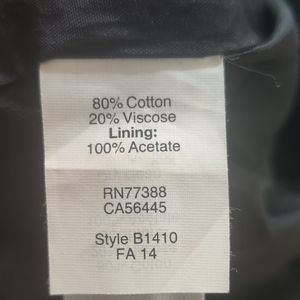 80% Cotton
20% Viscose
Lining:
100% Acetate
RN77388
CA56445
Style B1410
FA 14